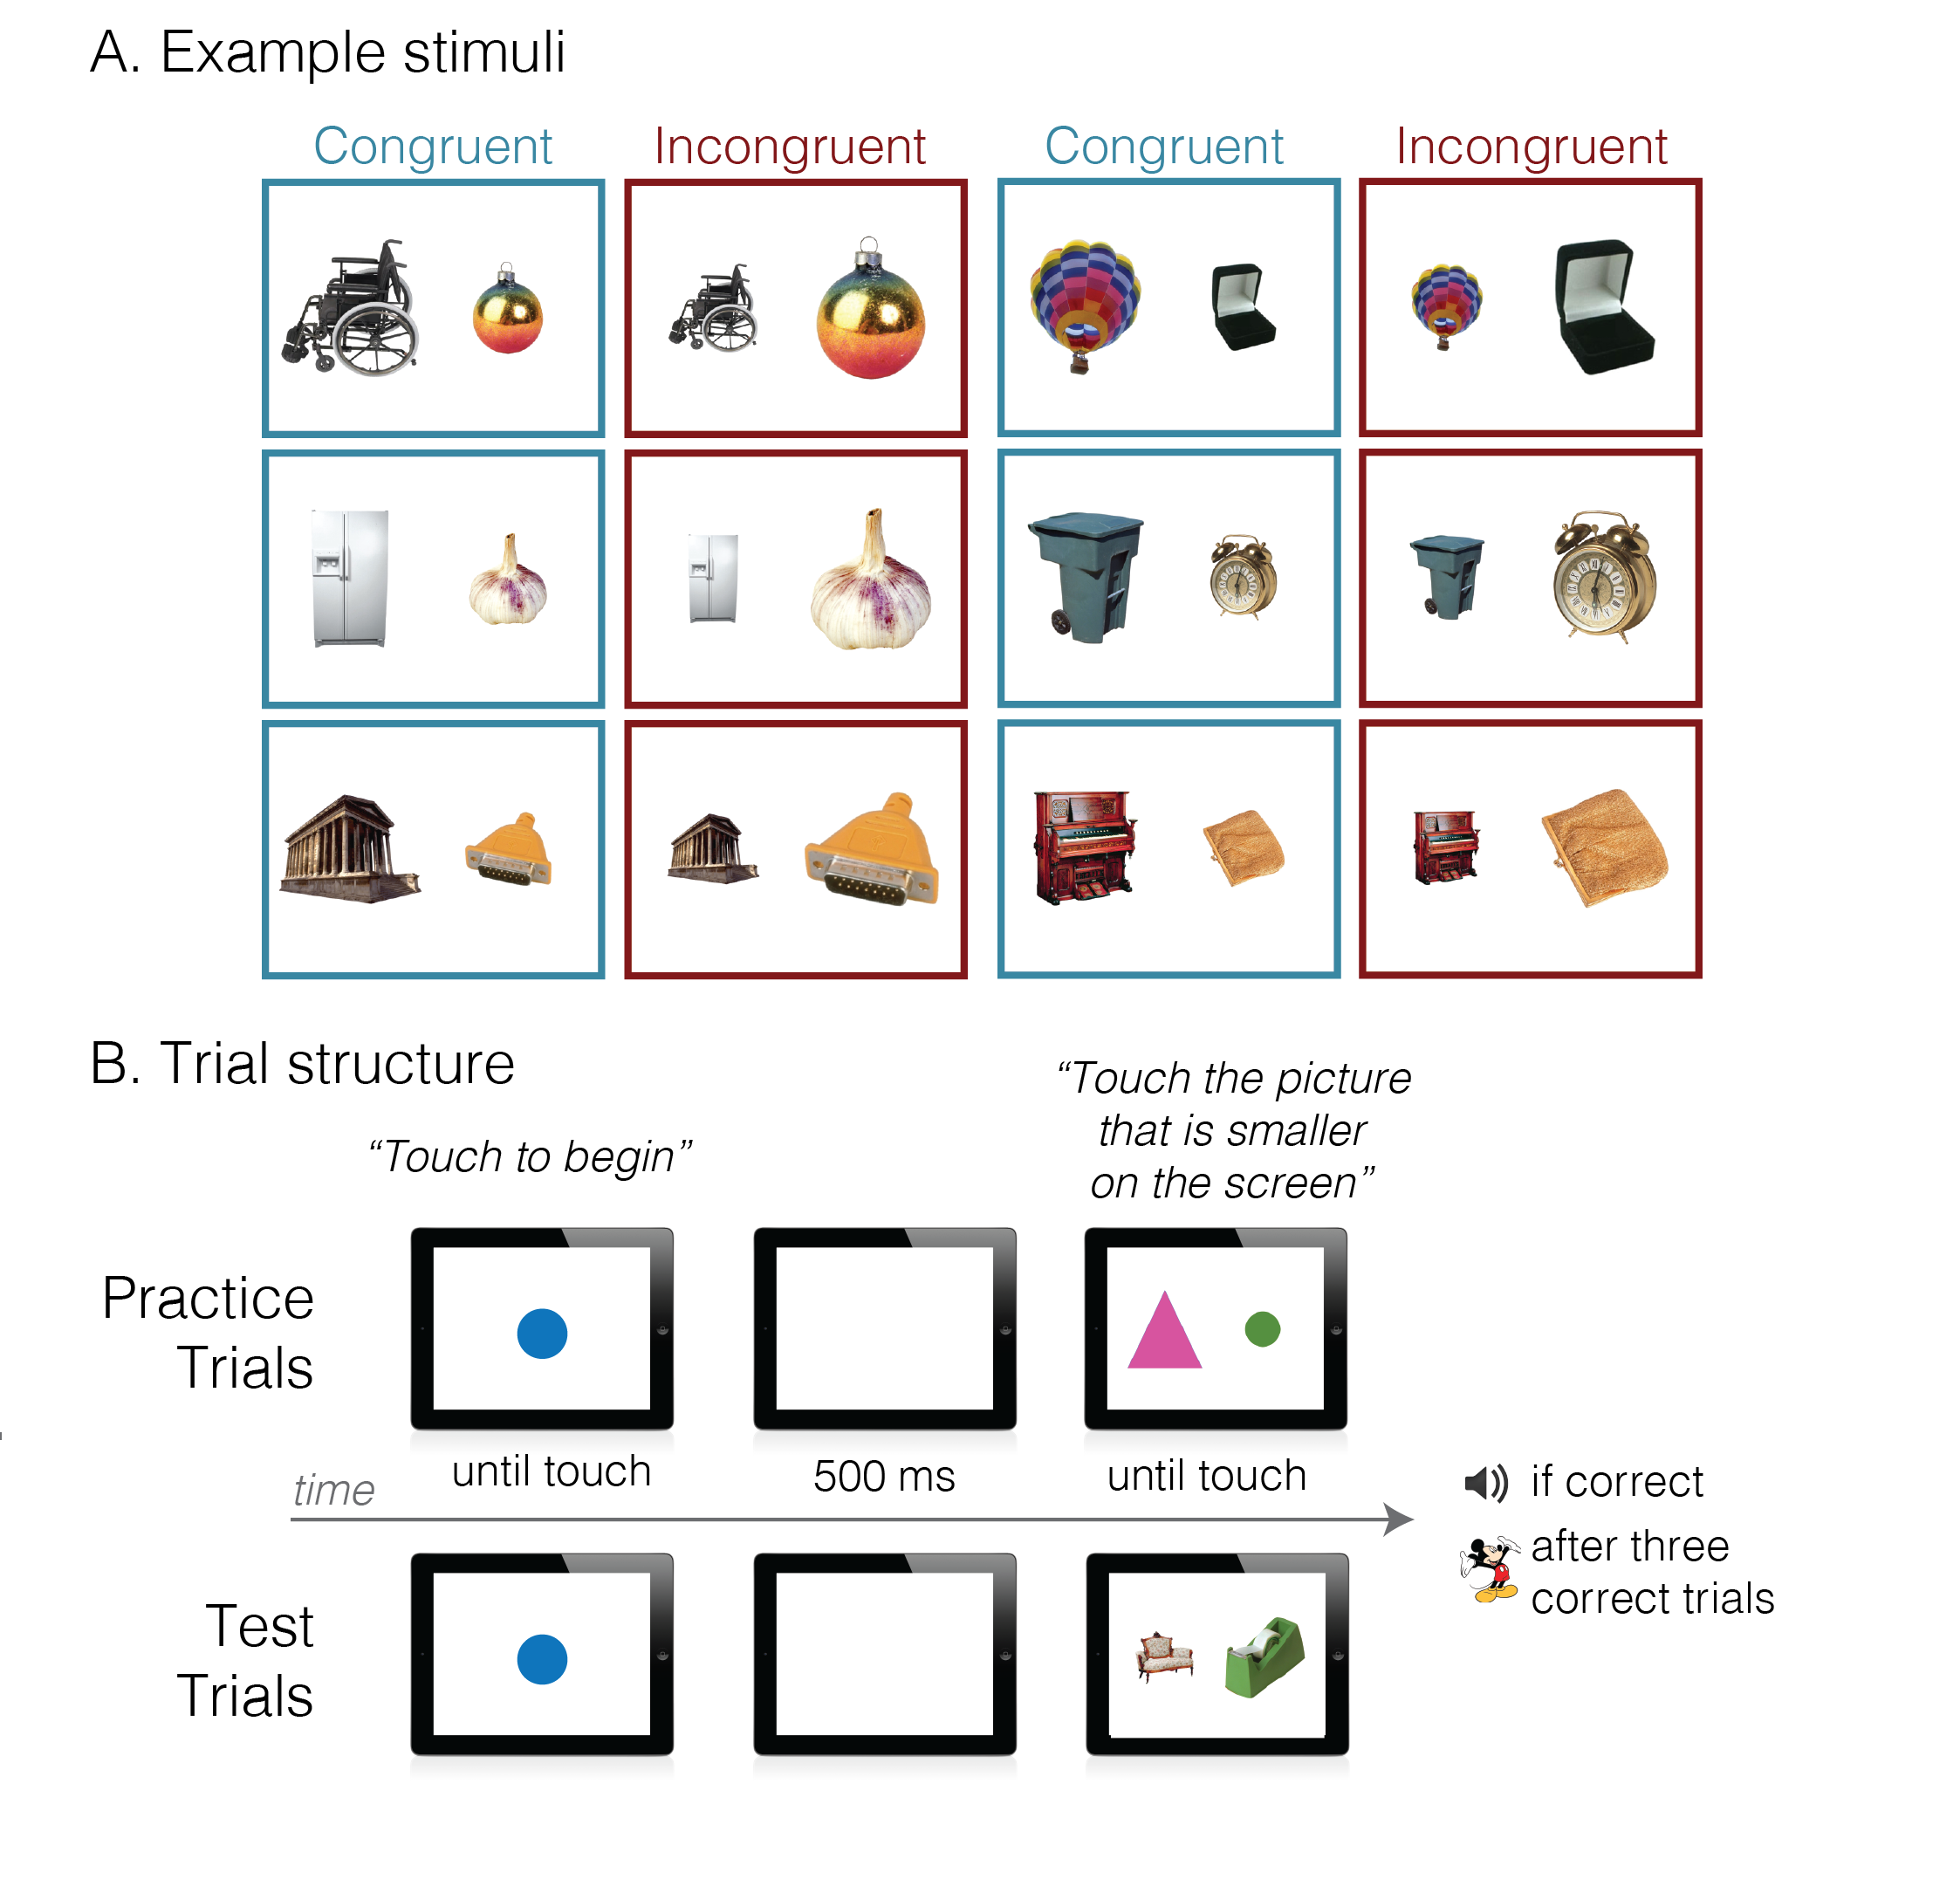 A. Example stimuli
Congruent
Incongruent
Congruent
Incongruent
B. Trial structure
“Touch to begin”
“Touch the picture
that is smaller
on the screen”
Practice
Trials
until touch
500 ms
until touch
time
if correct
after three
correct trials
Test
Trials